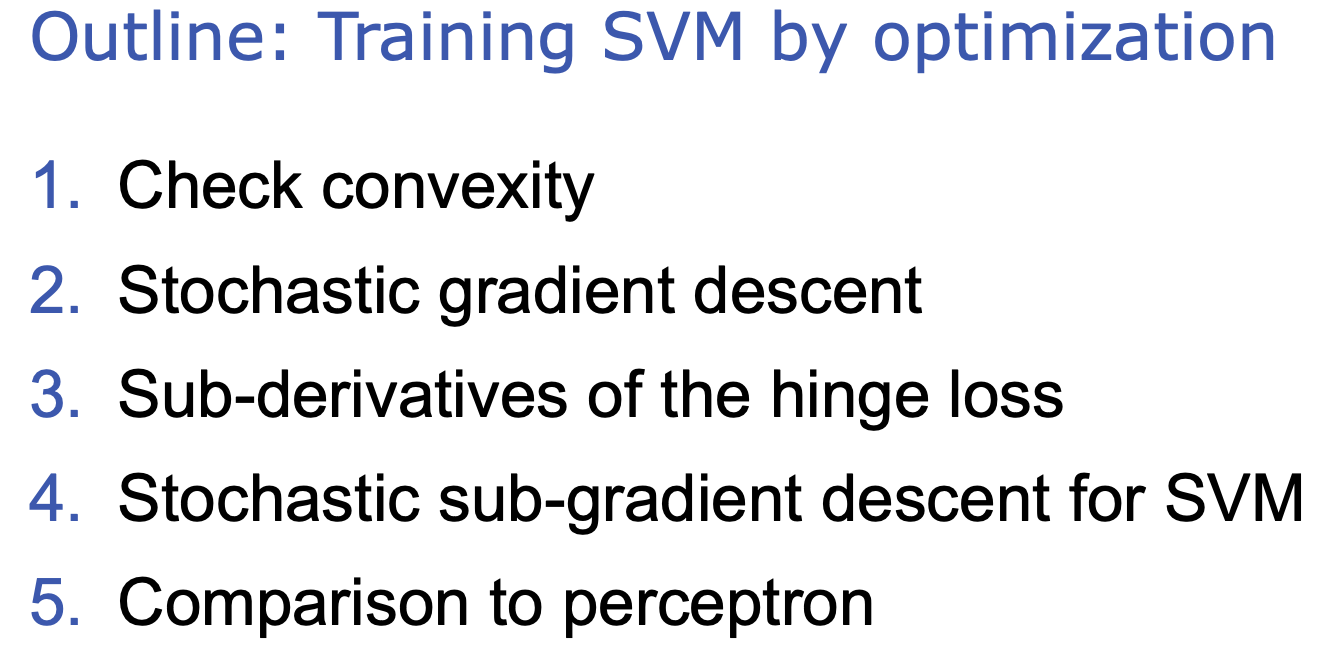 Outline: Training SVM by optimization
1. Check convexity
2. Stochastic gradient descent
3. Sub-derivatives of the hinge loss
4. Stochastic sub-gradient descent for SVM
5. Comparison to perceptron